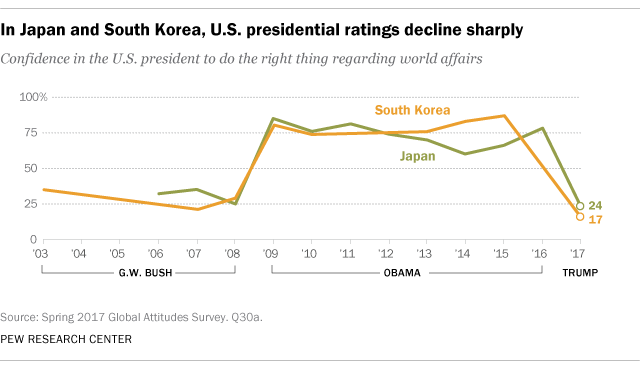 In Japan and South Korea, U.S. presidential ratings decline sharply
Confidence in the U.S. president to do the right thing regarding world affairs
100%
75
50
25
0
South Korea
Japan
24
17
'03 '04 '05 '06 '07 '08 '09 '10 '11 '12 '13 '14 '15 '16 '17
G.W. BUSH OBAMA TRUMP
Source: Spring 2017 Global Attitudes Survey. Q30a.
PEW RESEARCH CENTER